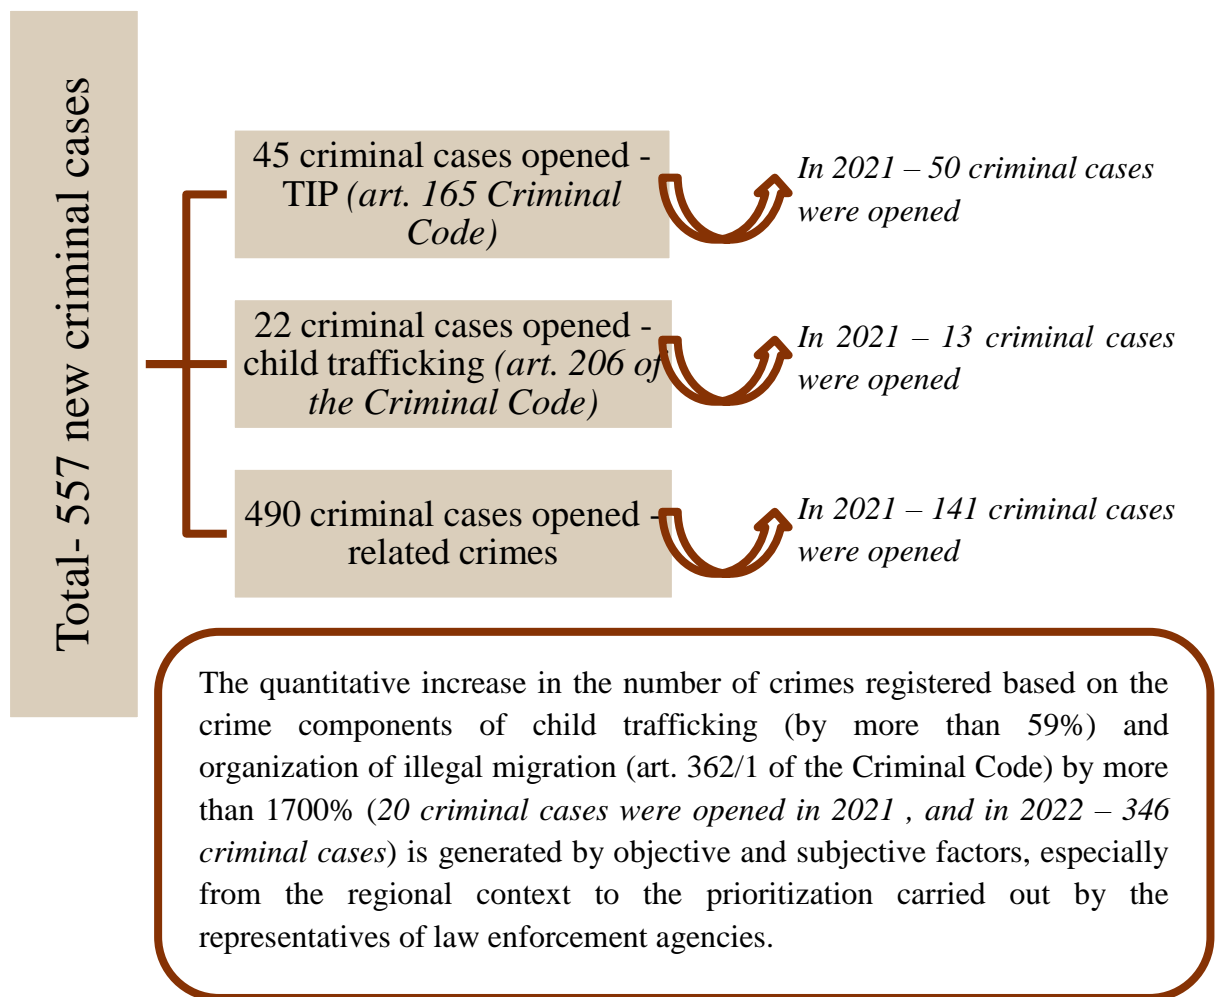 Total- 557 new criminal cases
45 criminal cases opened -
TIP (art. 165 Criminal
Code)
In 2021 – 50 criminal cases
were opened
22 criminal cases opened -
child trafficking (art. 206 of
the Criminal Code)
In 2021 – 13 criminal cases
were opened
490 criminal cases opened -
related crimes
In 2021 – 141 criminal cases
were opened
The quantitative increase in the number of crimes registered based on the
crime components of child trafficking (by more than 59%) and
organization of illegal migration (art. 362/1 of the Criminal Code) by more
than 1700% (20 criminal cases were opened in 2021 , and in 2022 – 346
criminal cases) is generated by objective and subjective factors, especially
from the regional context to the prioritization carried out by the
representatives of law enforcement agencies.